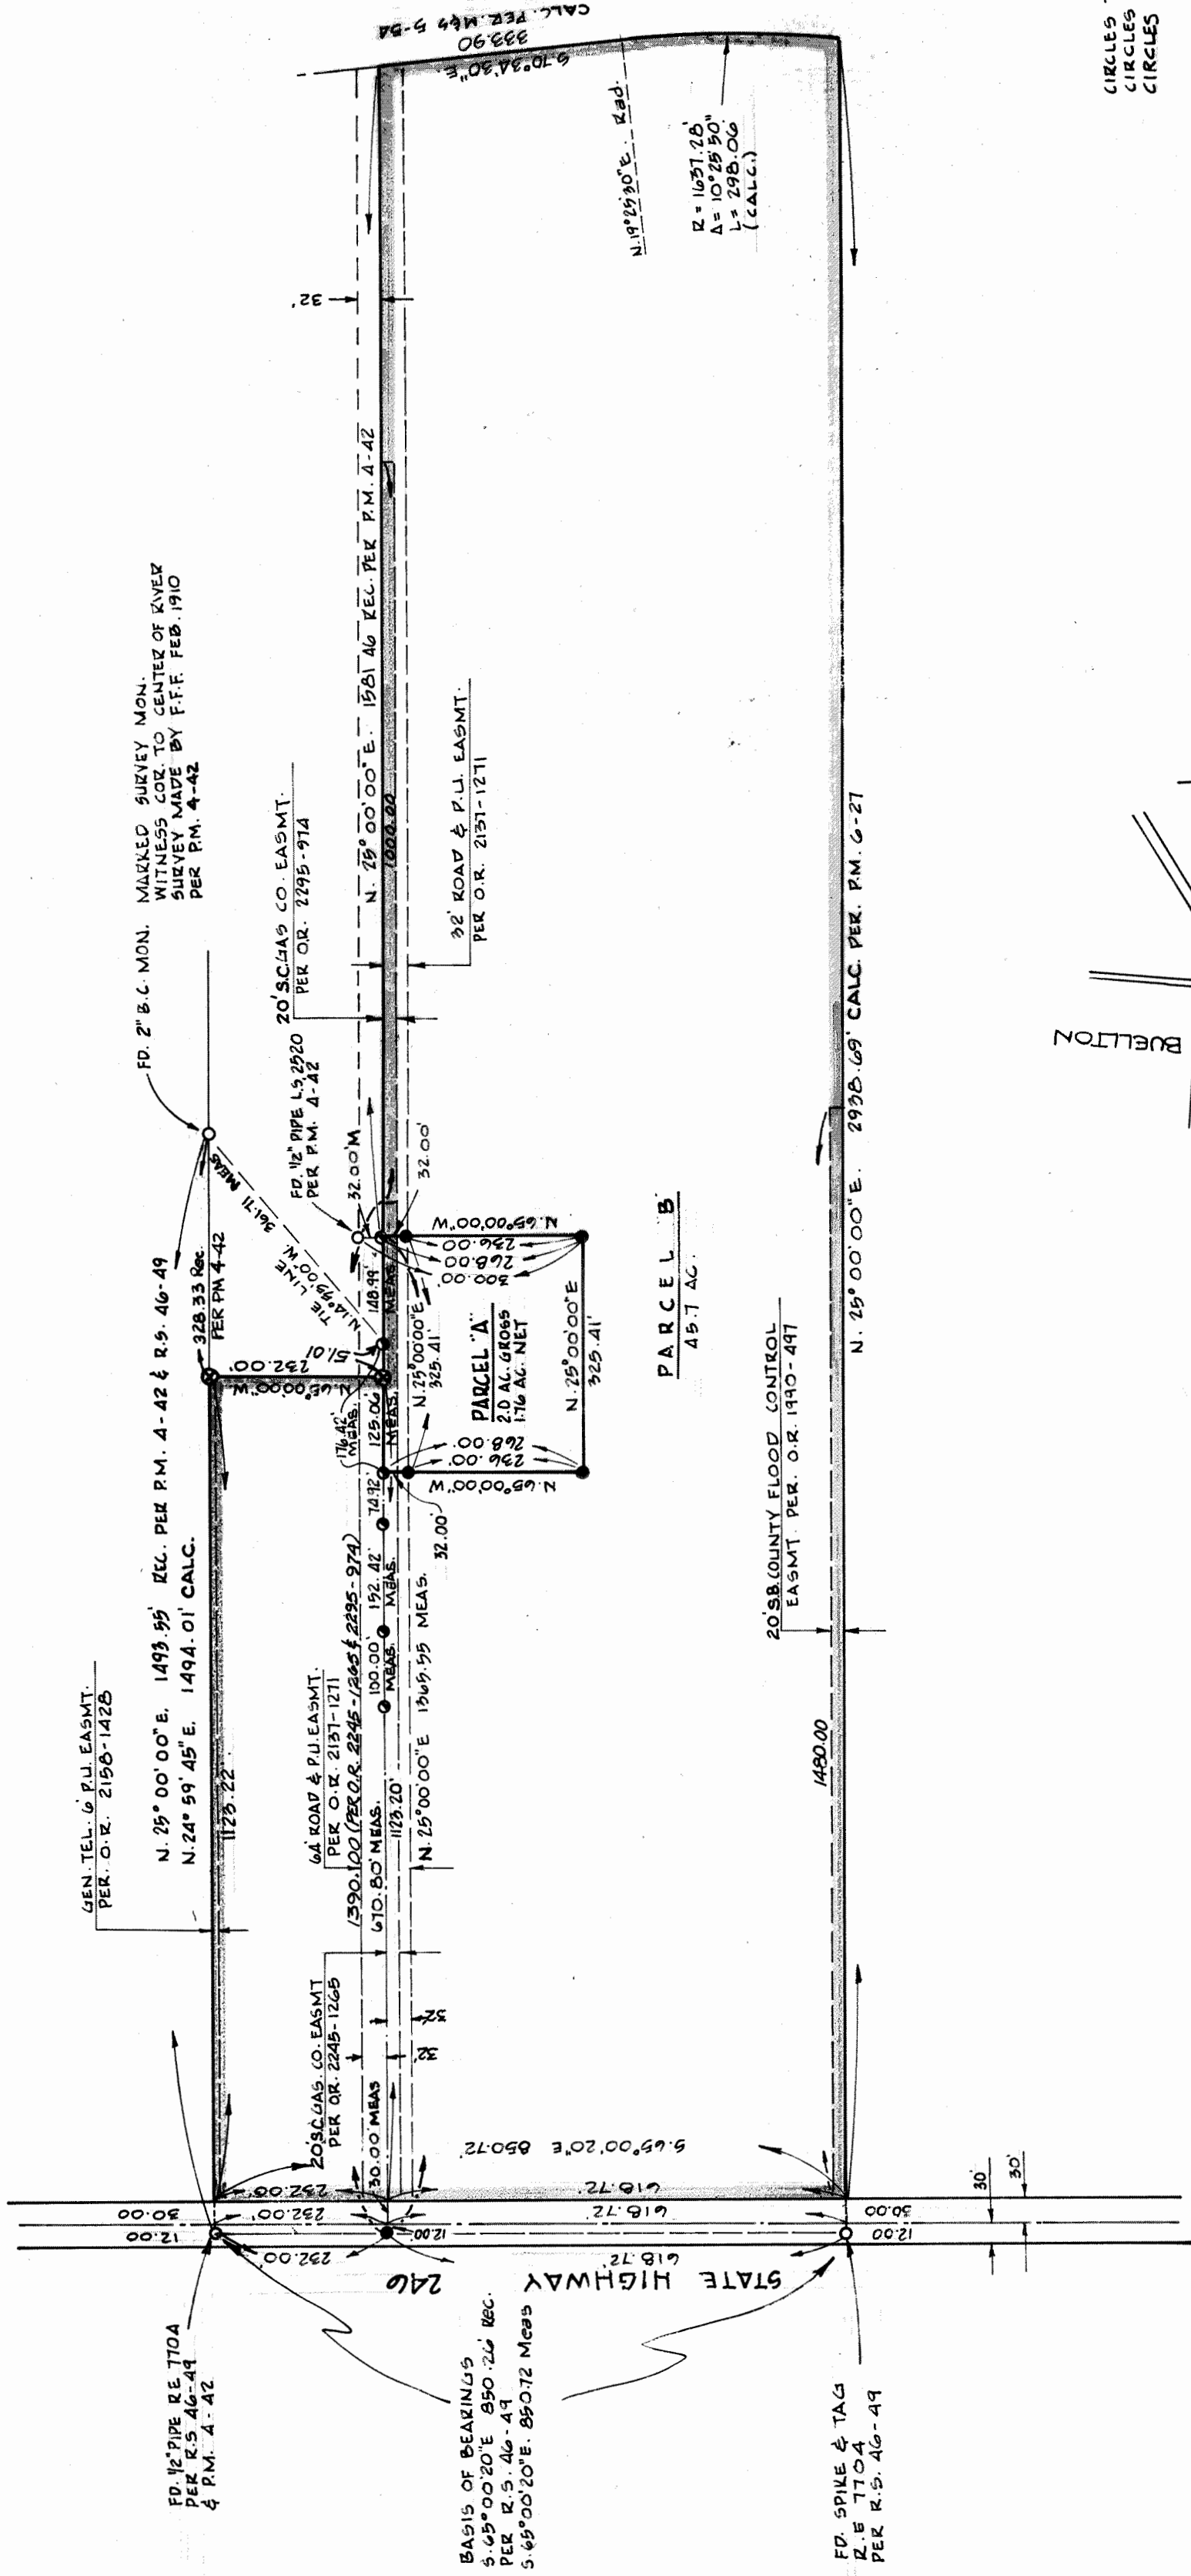 CALC. PER. M&S 5-54
333.90
S.70°34'30"E.
CIRCLES
CIRCLES
CIRCLES
N.19°25'30"E. Rad.
R = 1637.28'
Δ = 10°25'50"
L = 298.06'
(CALC.)
32'
FD. 2" B.C. MON. MARKED SURVEY MON.
WITNESS COR. TO CENTER OF RIVER
SURVEY MADE BY F.F.F. FEB. 1910
PER P.M. 4-42
N. 25°00'00"E. 1581.46 REC. PER P.M. 4-42
1000.00
20' S.C. GAS CO. EASMT.
PER O.R. 2295-974
32' ROAD & P.U. EASMT.
PER O.R. 2137-1271
FD. 1/2" PIPE L.S. 2520
PER P.M. 4-42
32.00'M
32.00'
TIE LINE
N.14°55'00"W. 361.71 MEAS
328.33 Rec.
PER PM 4-42
N. 25°00'00"E. 1493.55' REC. PER P.M. 4-42 & R.S. 46-49
N. 24°59'45"E. 1494.01' CALC.
N.65°00'00"W
232.00'
51.01
148.99'
MEAS.
176.42'
MEAS.
125.06'
MEAS.
74.92'
152.42'
MEAS.
100.00'
MEAS.
N.65°00'00"W
236.00
268.00
300.00'
N.25°00'00"E
325.41'
PARCEL "A"
2.0 AC. GROSS
1.76 AC. NET
N.25°00'00"E
325.41'
268.00'
236.00'
N.65°00'00"W
32.00'
PARCEL "B"
45.7 AC.
N. 25°00'00"E. 2938.69' CALC. PER. P.M. 6-27
20' S.B. COUNTY FLOOD CONTROL
EASMT. PER. O.R. 1990-497
1480.00
BUELLTON
GEN. TEL. 6' P.U. EASMT.
PER. O.R. 2158-1428
1123.22'
64' ROAD & P.U. EASMT.
PER O.R. 2137-1271
1390.00 (PER O.R. 2245-1265 & 2295-974)
670.80' MEAS.
1123.20'
N. 25°00'00"E 1365.55 MEAS.
20' S.C. GAS. CO. EASMT
PER O.R. 2245-1265
32'
32'
30.00' MEAS
S.65°00'20"E 850.72'
232.00'
618.72'
30.00
232.00'
618.72'
30.00
12.00
12.00'
12.00
232.00'
618.72'
30'
30'
STATE HIGHWAY 246
FD. 1/2" PIPE RE 7704
PER R.S. 46-49
& P.M. 4-42
BASIS OF BEARINGS
S.65°00'20"E 850.26' Rec.
PER R.S. 46-49
S.65°00'20"E. 850.72 Meas
FD. SPIKE & TAG
R.E 7704
PER R.S. 46-49